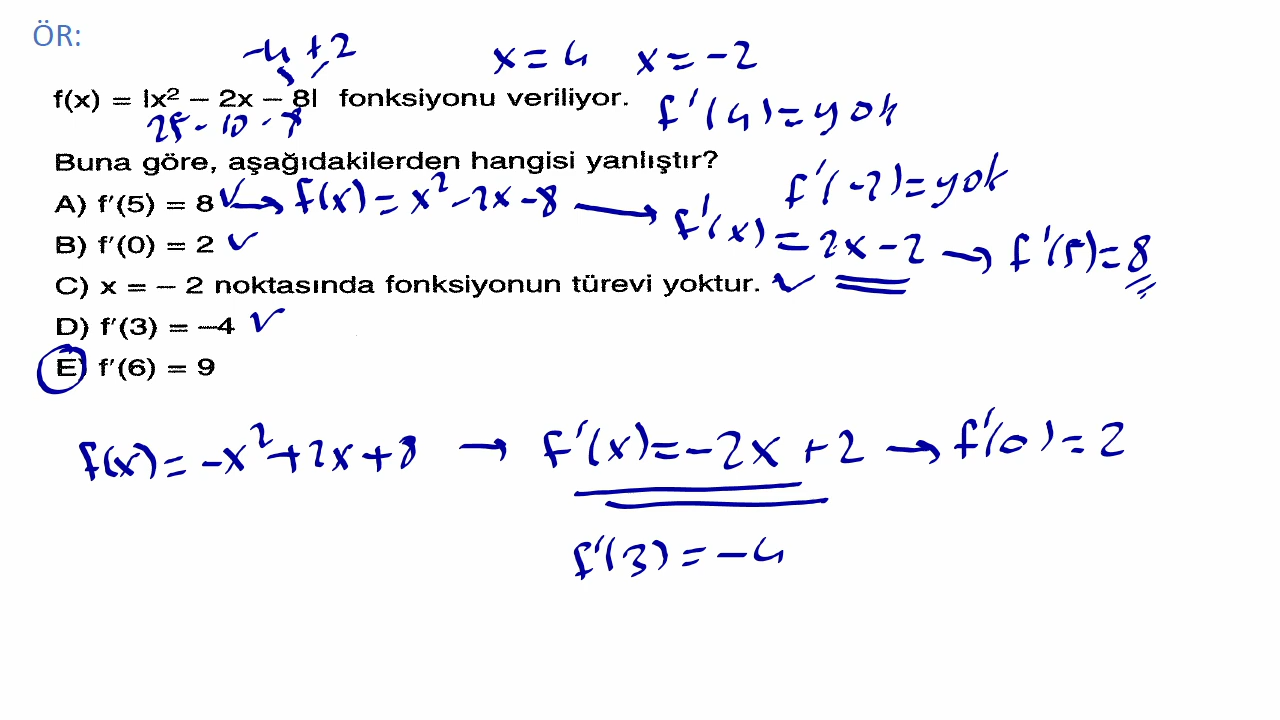 ÖR:
-4 +2
x = 4 x = -2
f(x) = |x² – 2x – 8| fonksiyonu veriliyor.
f'(4) = yok
25 - 10 - 8
Buna göre, aşağıdakilerden hangisi yanlıştır?
f'(-2) = yok
A) f'(5) = 8 ✓ → f(x) = x² - 2x - 8 → f'(x) = 2x - 2 → f'(5) = 8
B) f'(0) = 2 ✓
C) x = – 2 noktasında fonksiyonun türevi yoktur. ✓
D) f'(3) = –4 ✓
E) f'(6) = 9
f(x) = -x² + 2x + 8 → f'(x) = -2x + 2 → f'(0) = 2
f'(3) = -4